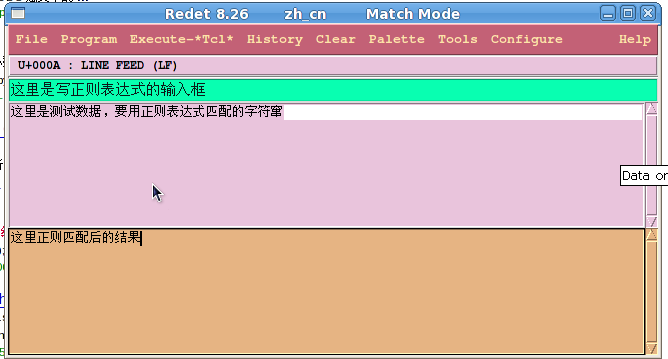 Redet 8.26 zh_cn Match Mode
File Program Execute-*Tcl* History Clear Palette Tools Configure Help
U+000A : LINE FEED (LF)
这里是写正则表达式的输入框
这里是测试数据，要用正则表达式匹配的字符窜
Data or
这里正则匹配后的结果